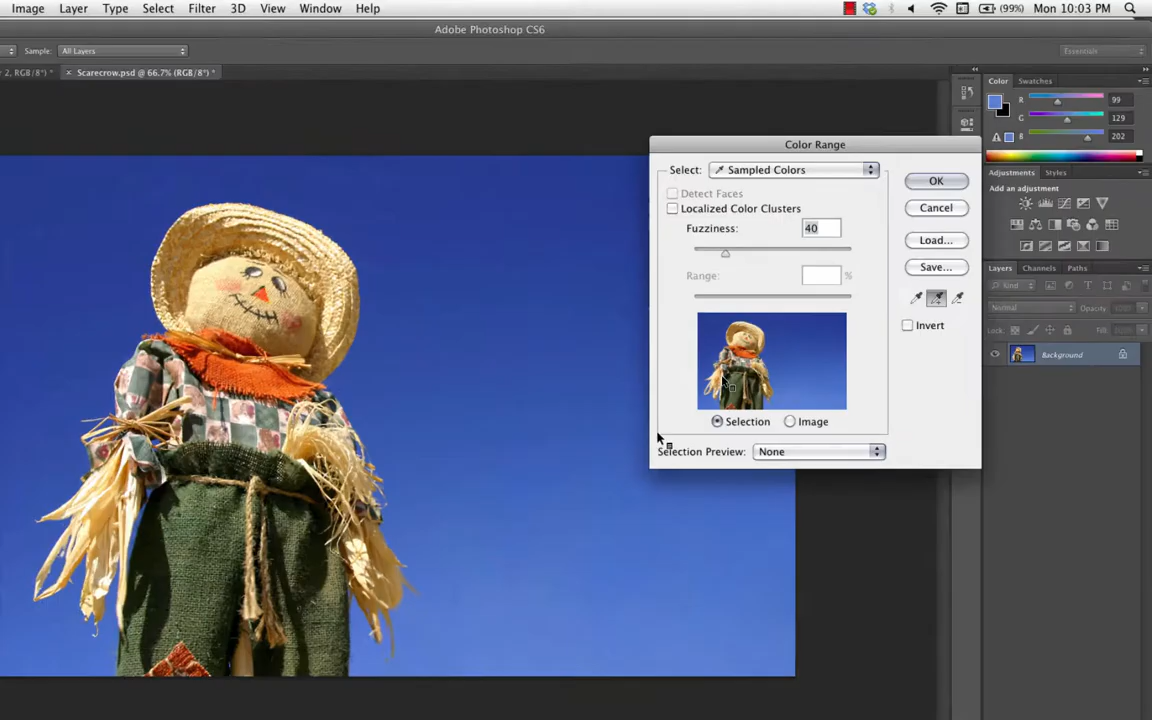 Image Layer Type Select Filter 3D View Window Help (99%) Mon 10:03 PM
Adobe Photoshop CS6
Sample: All Layers Essentials
r 2, RGB/8*) * × Scarecrow.psd @ 66.7% (RGB/8*) *
Color Swatches
R 99
G 129
B 202
Color Range
Select: Sampled Colors OK
Detect Faces
Localized Color Clusters Cancel
Fuzziness: 40
Load...
Range: %
Save...
Invert
Selection Image
Selection Preview: None
Adjustments Styles
Add an adjustment
Layers Channels Paths
Kind
Normal Opacity:
Lock: Fill:
Background